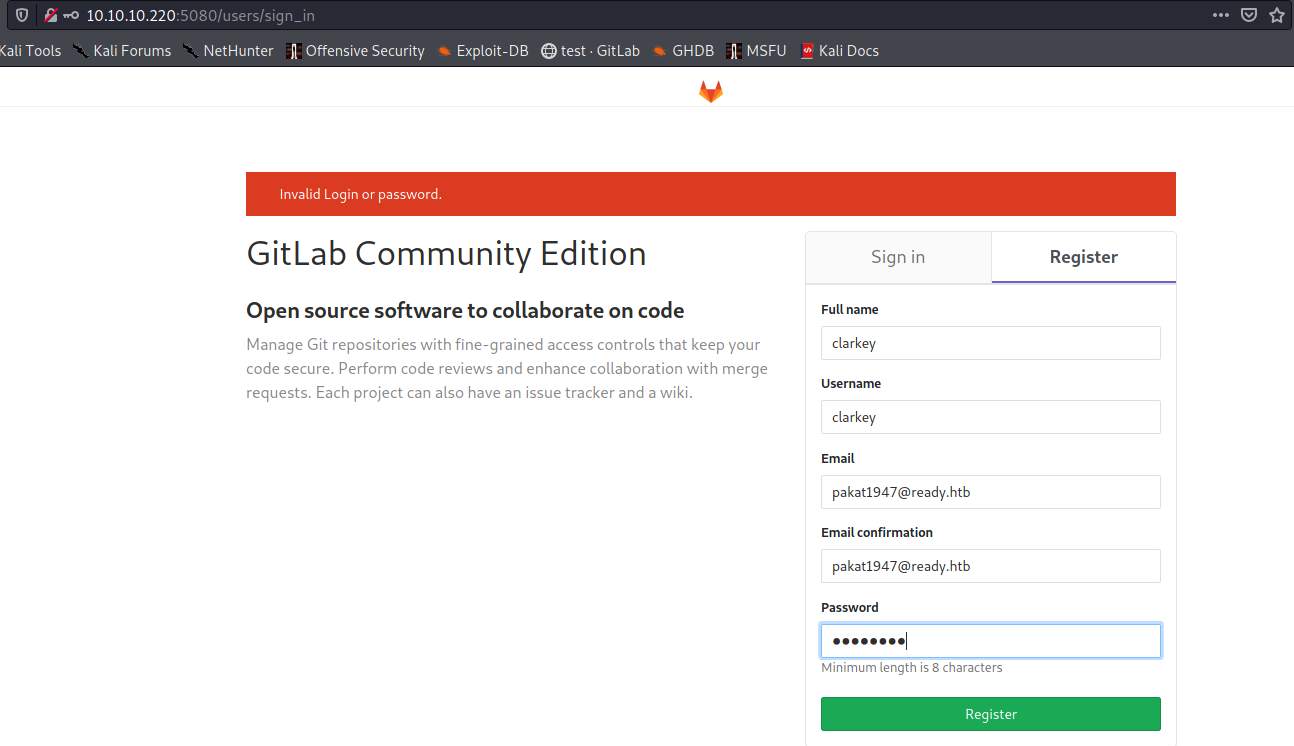 10.10.10.220:5080/users/sign_in
Kali Tools Kali Forums NetHunter Offensive Security Exploit-DB test · GitLab GHDB MSFU Kali Docs
Invalid Login or password.
GitLab Community Edition
Open source software to collaborate on code
Manage Git repositories with fine-grained access controls that keep your
code secure. Perform code reviews and enhance collaboration with merge
requests. Each project can also have an issue tracker and a wiki.
Sign in Register
Full name
clarkey
Username
clarkey
Email
pakat1947@ready.htb
Email confirmation
pakat1947@ready.htb
Password
●●●●●●●●
Minimum length is 8 characters
Register